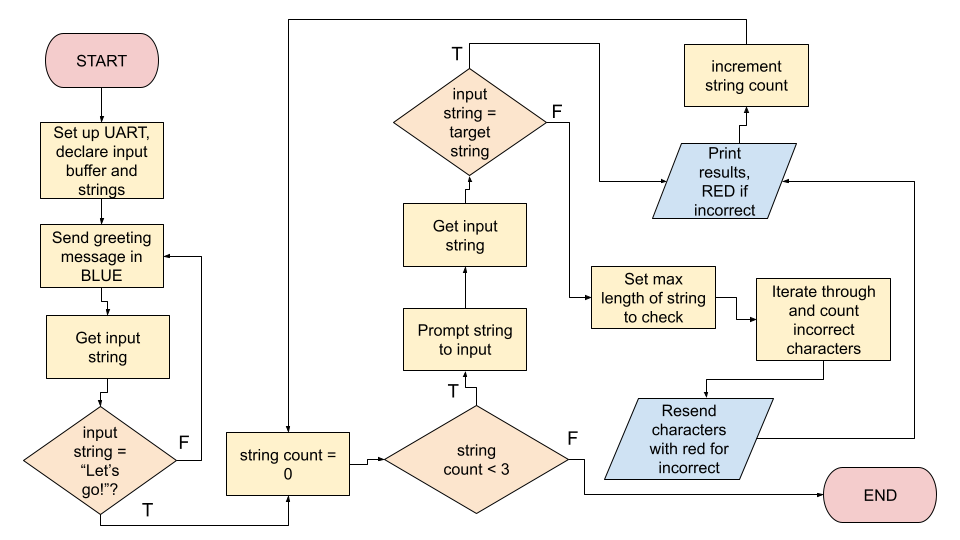 START
Set up UART,
declare input
buffer and
strings
Send greeting
message in
BLUE
Get input
string
input
string =
“Let’s
go!”?
F
T
string count =
0
string
count < 3
T
F
Prompt string
to input
Get input
string
input
string =
target
string
T
F
Set max
length of string
to check
Iterate through
and count
incorrect
characters
Resend
characters
with red for
incorrect
Print
results,
RED if
incorrect
increment
string count
END